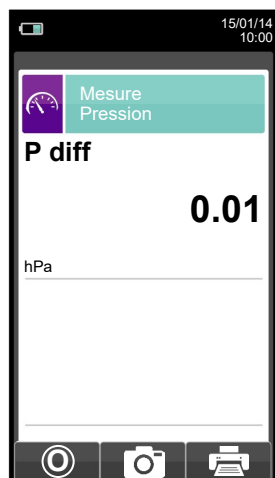 15/01/14
10:00
Mesure
Pression
P diff
0.01
hPa
O